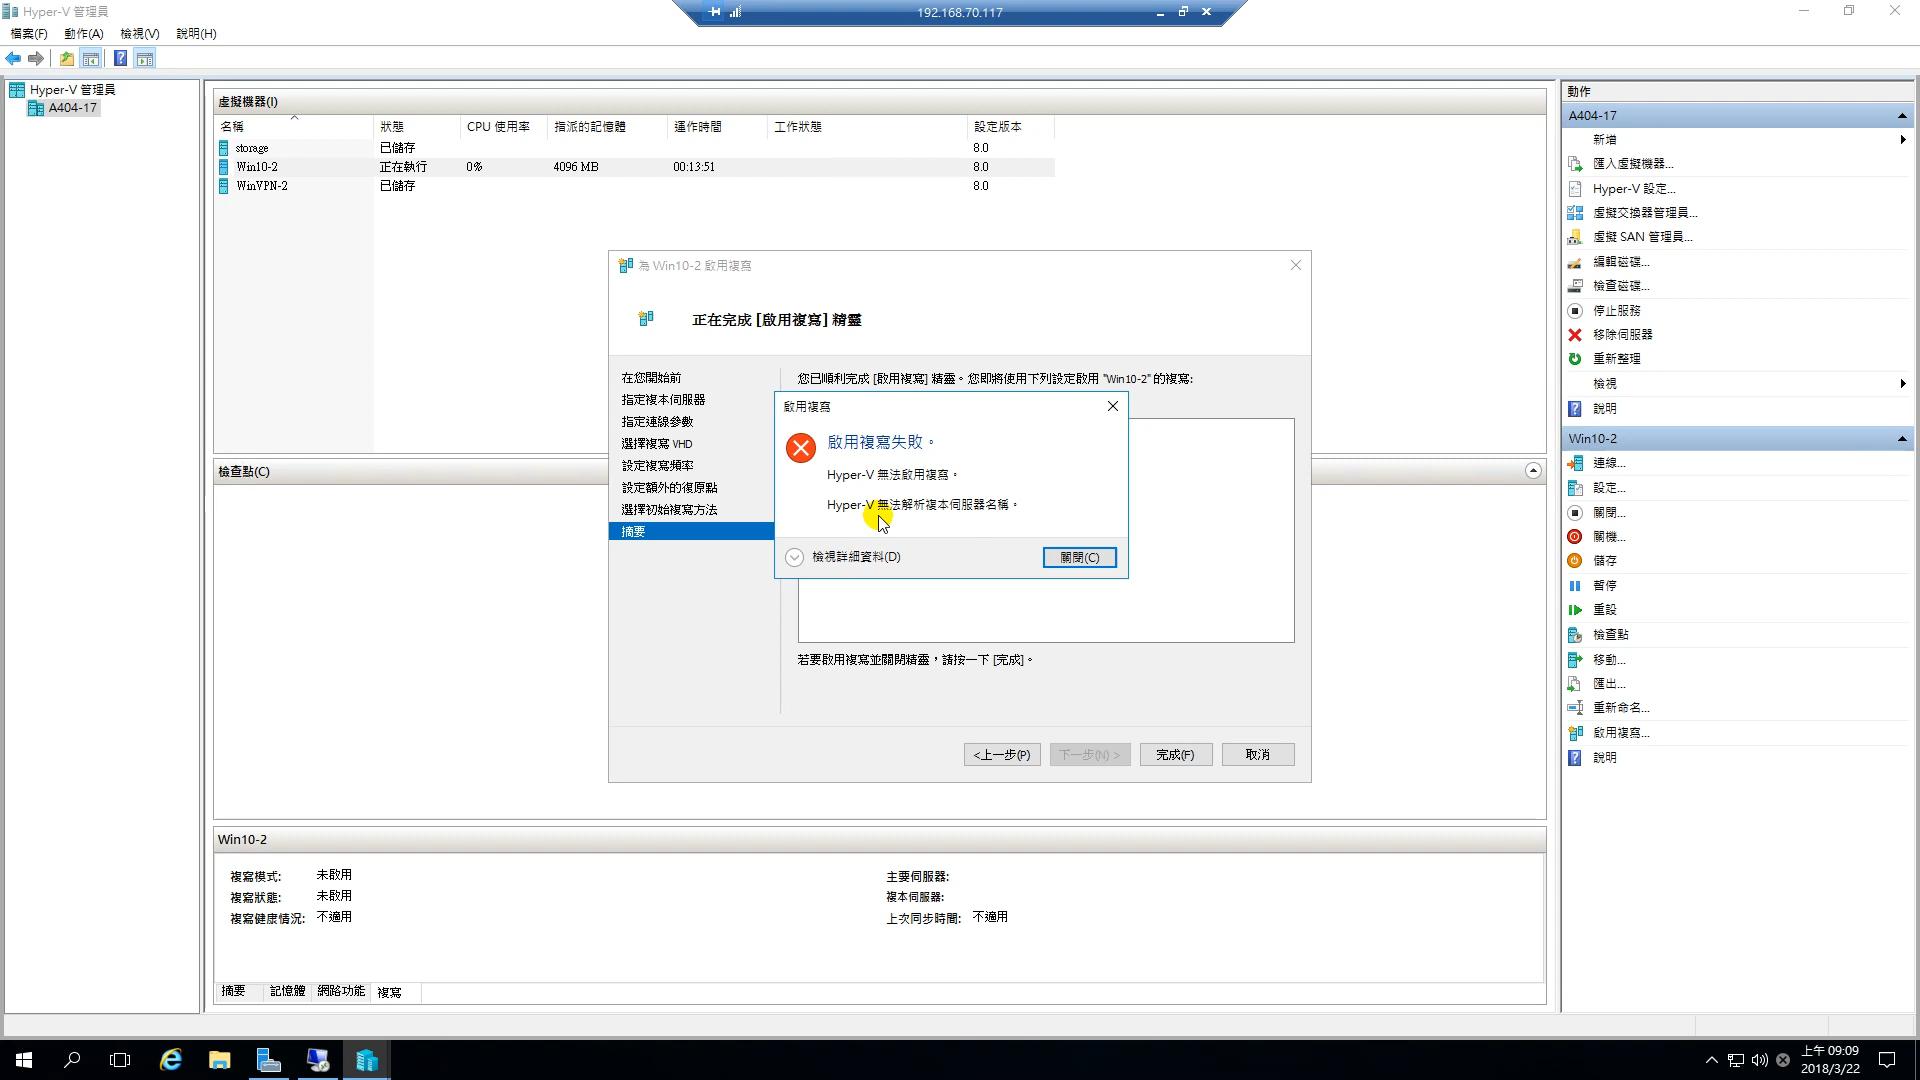 Hyper-V 管理員
192.168.70.117
檔案(F) 動作(A) 檢視(V) 說明(H)
Hyper-V 管理員
A404-17
虛擬機器(I)
名稱 狀態 CPU 使用率 指派的記憶體 運作時間 工作狀態 設定版本
storage 已儲存 8.0
Win10-2 正在執行 0% 4096 MB 00:13:51 8.0
WinVPN-2 已儲存 8.0
為 Win10-2 啟用複寫
正在完成 [啟用複寫] 精靈
在您開始前
指定複本伺服器
指定連線參數
選擇複寫 VHD
設定複寫頻率
設定額外的復原點
選擇初始複寫方法
摘要
您已順利完成 [啟用複寫] 精靈。您即將使用下列設定啟用 "Win10-2" 的複寫:
啟用複寫
啟用複寫失敗。
Hyper-V 無法啟用複寫。
Hyper-V 無法解析複本伺服器名稱。
檢視詳細資料(D)
關閉(C)
若要啟用複寫並關閉精靈，請按一下 [完成]。
<上一步(P) 下一步(N) > 完成(F) 取消
檢查點(C)
Win10-2
複寫模式: 未啟用
複寫狀態: 未啟用
複寫健康情況: 不適用
主要伺服器:
複本伺服器:
上次同步時間: 不適用
摘要 記憶體 網路功能 複寫
動作
A404-17
新增
匯入虛擬機器...
Hyper-V 設定...
虛擬交換器管理員...
虛擬 SAN 管理員...
編輯磁碟...
檢查磁碟...
停止服務
移除伺服器
重新整理
檢視
說明
Win10-2
連線...
設定...
關閉...
關機...
儲存
暫停
重設
檢查點
移動...
匯出...
重新命名...
啟用複寫...
說明
上午 09:09
2018/3/22